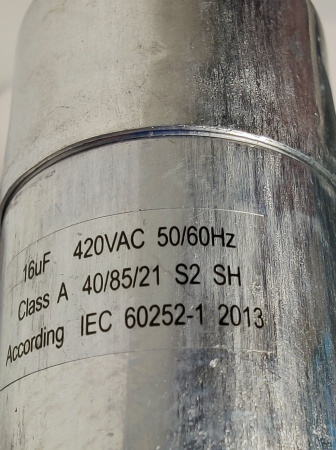 16uF 420VAC 50/60Hz
Class A 40/85/21 S2 SH
According IEC 60252-1 2013